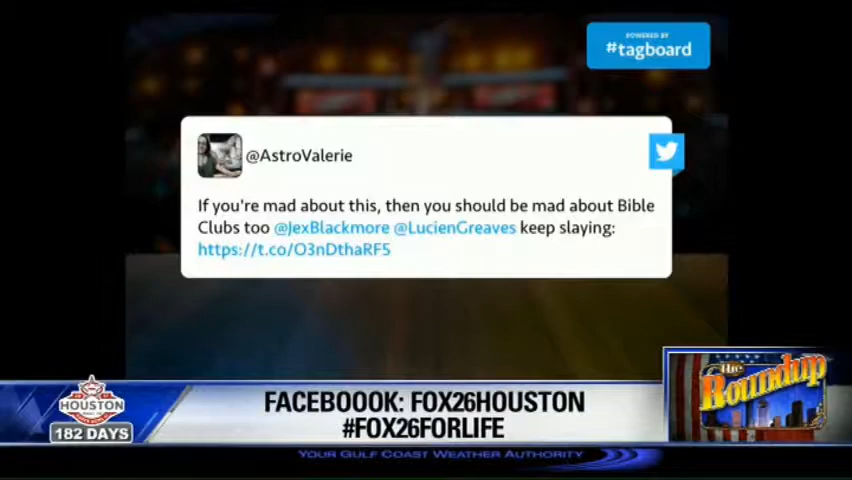 POWERED BY
#tagboard
@AstroValerie
If you're mad about this, then you should be mad about Bible
Clubs too @JexBlackmore @LucienGreaves keep slaying:
https://t.co/O3nDthaRF5
the
Roundup
HOUSTON
182 DAYS
FACEBOOOK: FOX26HOUSTON
#FOX26FORLIFE
YOUR GULF COAST WEATHER AUTHORITY